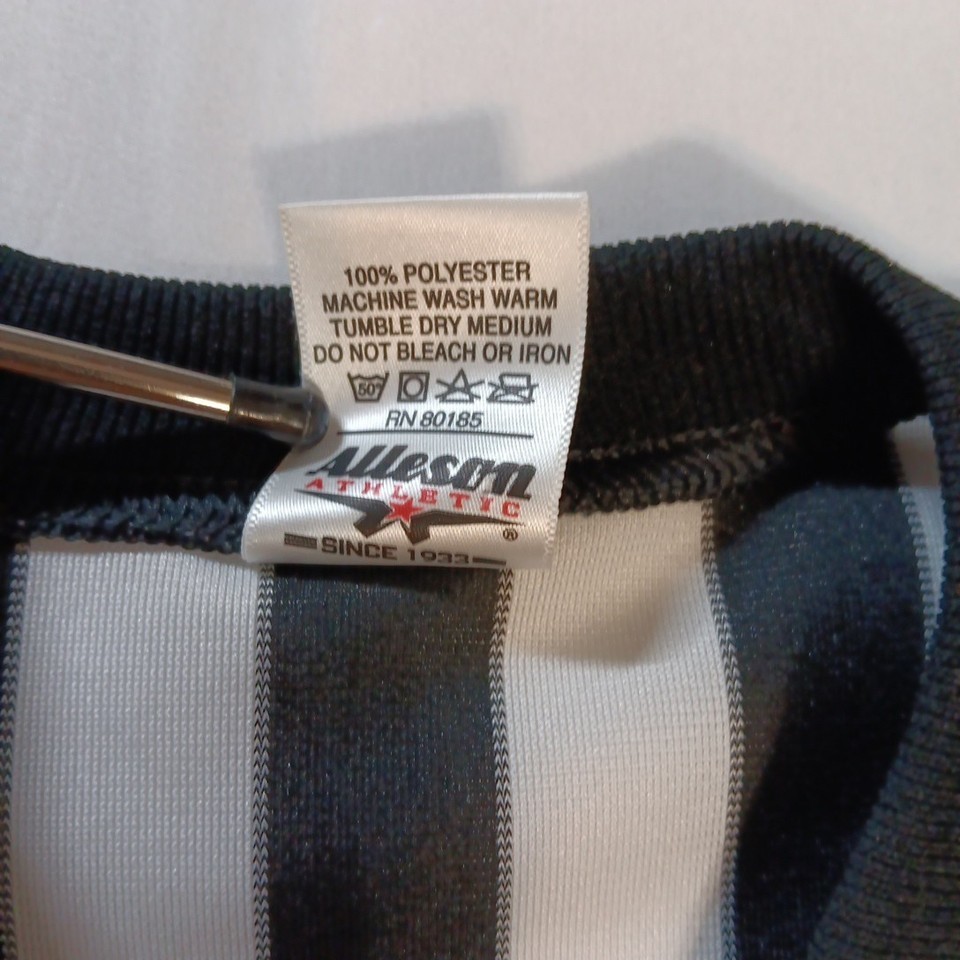 100% POLYESTER
MACHINE WASH WARM
TUMBLE DRY MEDIUM
DO NOT BLEACH OR IRON
50°
RN 80185
Alleson
ATHLETIC
®
SINCE 1933